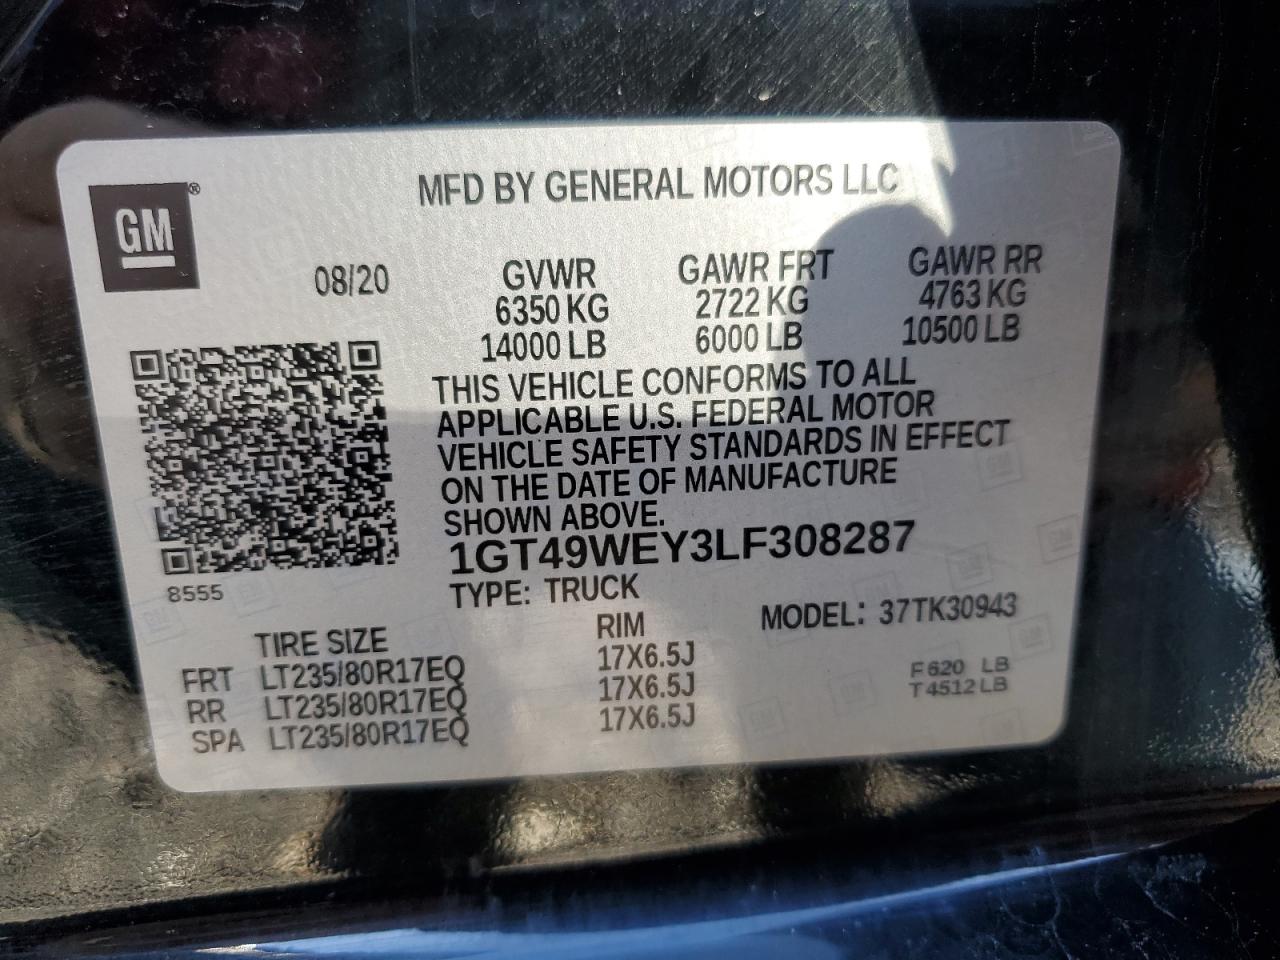 GM®
MFD BY GENERAL MOTORS LLC
08/20
GVWR GAWR FRT GAWR RR
6350 KG 2722 KG 4763 KG
14000 LB 6000 LB 10500 LB
THIS VEHICLE CONFORMS TO ALL
APPLICABLE U.S. FEDERAL MOTOR
VEHICLE SAFETY STANDARDS IN EFFECT
ON THE DATE OF MANUFACTURE
SHOWN ABOVE.
1GT49WEY3LF308287
8555
TYPE: TRUCK
MODEL: 37TK30943
TIRE SIZE RIM
FRT LT235/80R17EQ 17X6.5J
RR LT235/80R17EQ 17X6.5J
SPA LT235/80R17EQ 17X6.5J
F 620 LB
T 4512 LB